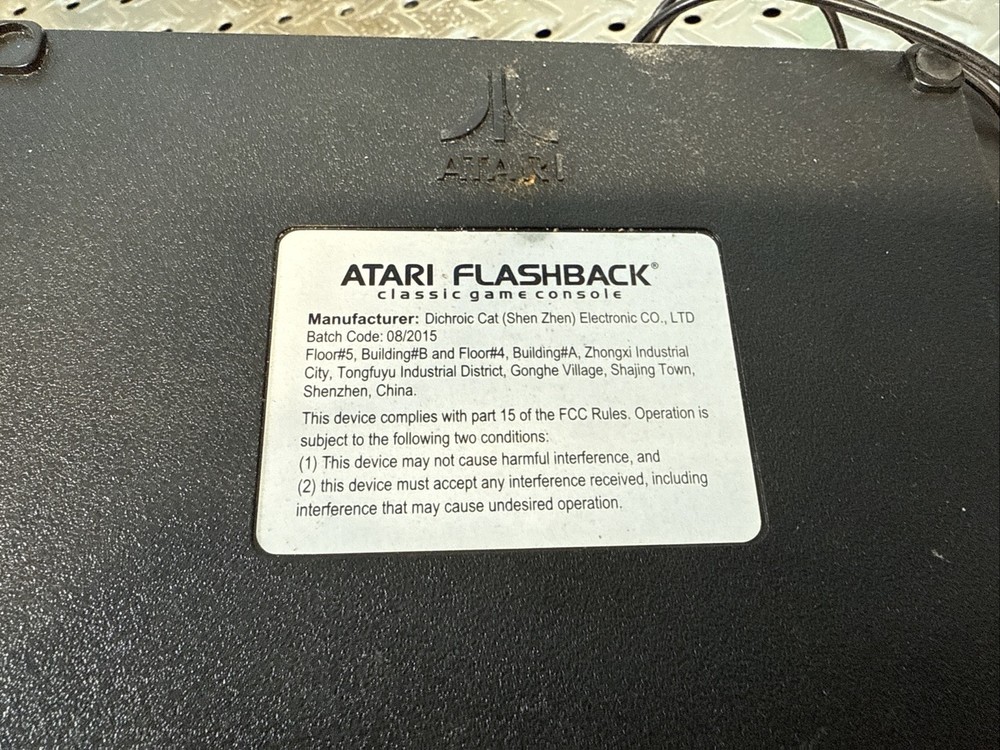 ATARI
ATARI FLASHBACK®
classic game console
Manufacturer: Dichroic Cat (Shen Zhen) Electronic CO., LTD
Batch Code: 08/2015
Floor#5, Building#B and Floor#4, Building#A, Zhongxi Industrial
City, Tongfuyu Industrial District, Gonghe Village, Shajing Town,
Shenzhen, China.
This device complies with part 15 of the FCC Rules. Operation is
subject to the following two conditions:
(1) This device may not cause harmful interference, and
(2) this device must accept any interference received, including
interference that may cause undesired operation.